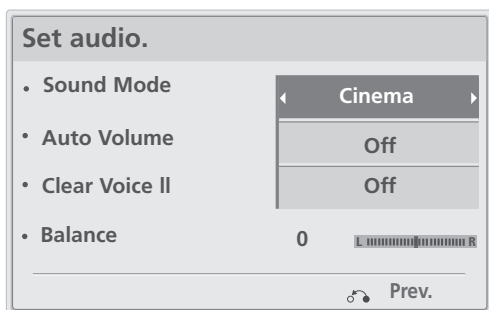 Set audio.
• Sound Mode Cinema
• Auto Volume Off
• Clear Voice ll Off
• Balance 0 L R
Prev.